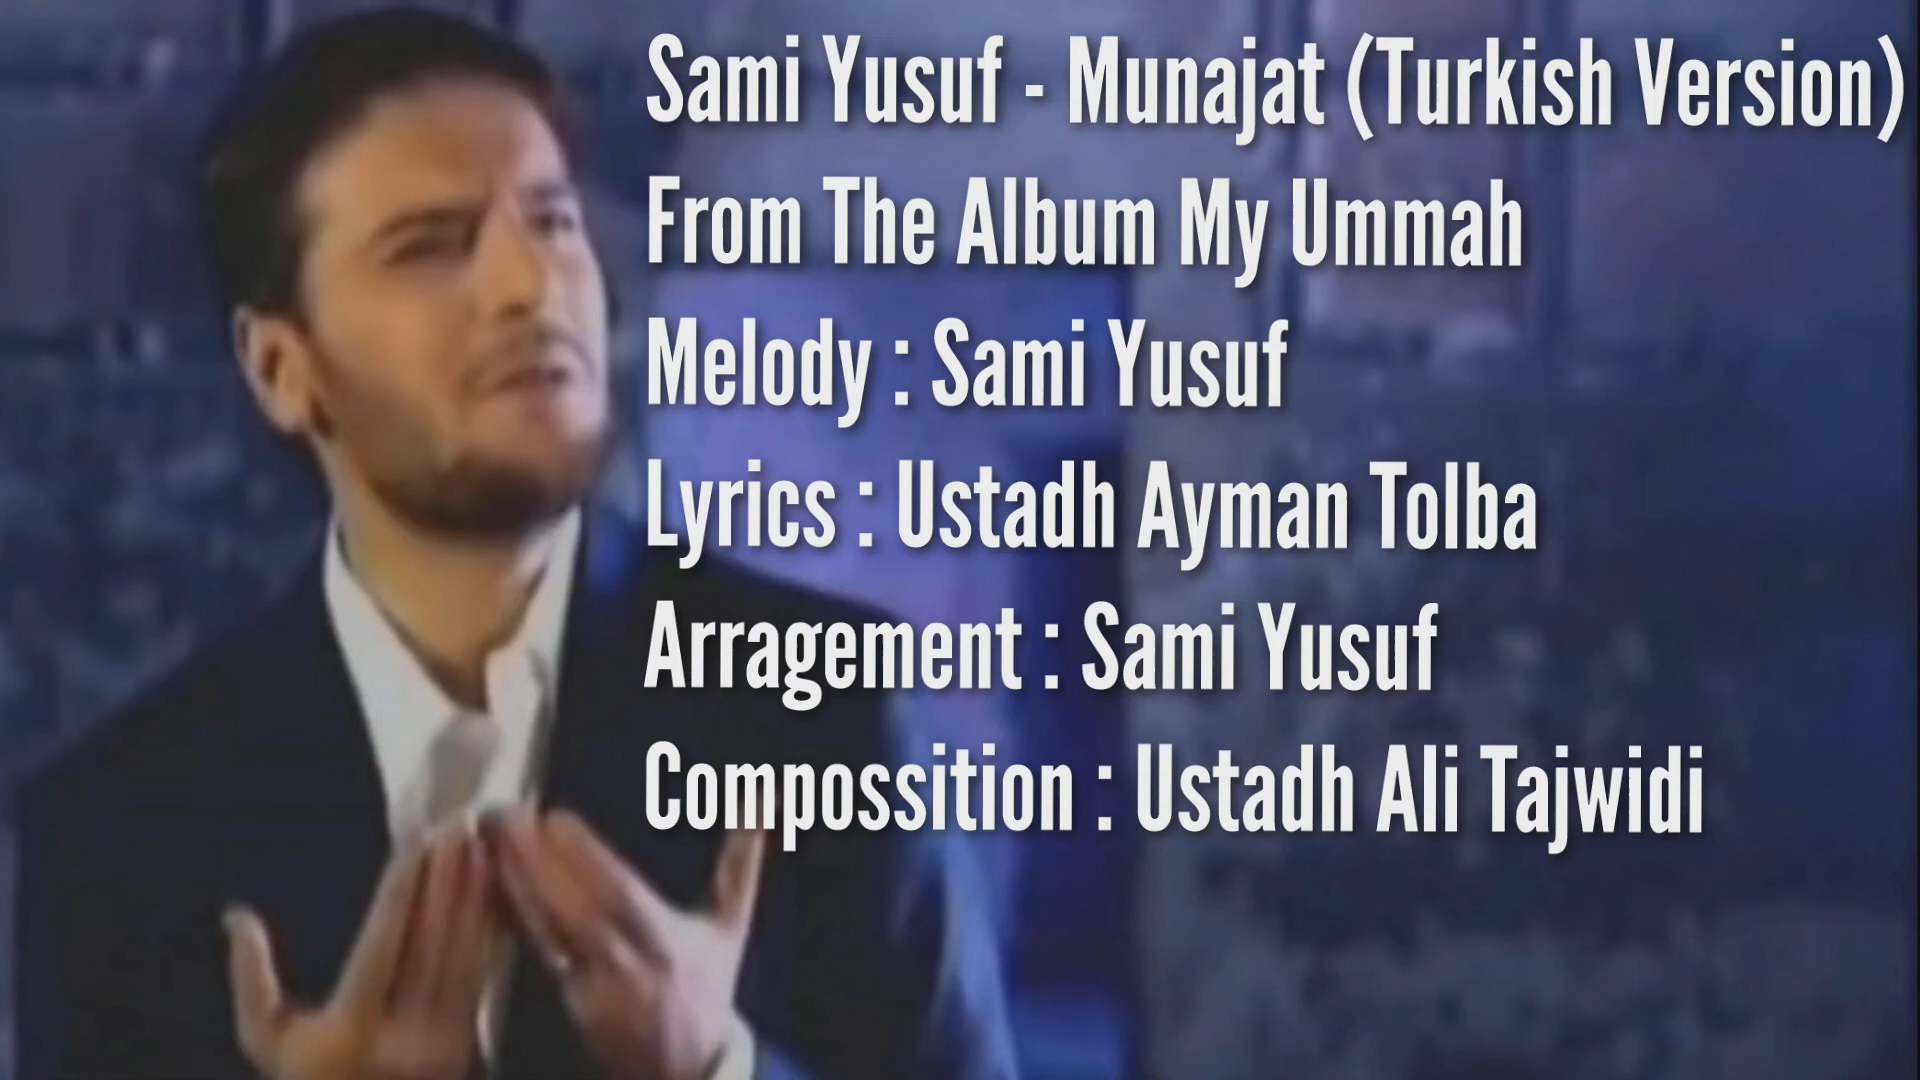 Sami Yusuf - Munajat (Turkish Version)
From The Album My Ummah
Melody : Sami Yusuf
Lyrics : Ustadh Ayman Tolba
Arragement : Sami Yusuf
Compossition : Ustadh Ali Tajwidi